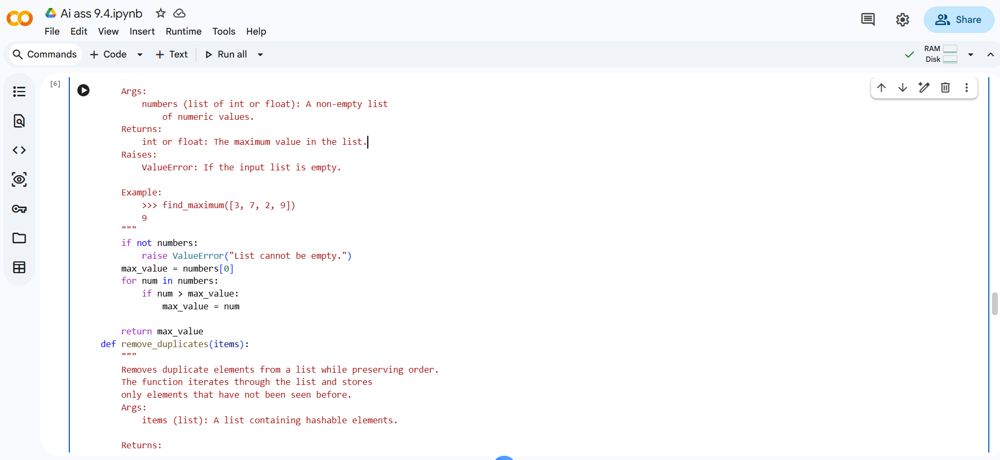 Ai ass 9.4.ipynb
File Edit View Insert Runtime Tools Help
Share
Commands + Code + Text Run all
RAM
Disk
[6]
Args:
numbers (list of int or float): A non-empty list
of numeric values.
Returns:
int or float: The maximum value in the list.
Raises:
ValueError: If the input list is empty.
Example:
>>> find_maximum([3, 7, 2, 9])
9
"""
if not numbers:
raise ValueError("List cannot be empty.")
max_value = numbers[0]
for num in numbers:
if num > max_value:
max_value = num
return max_value
def remove_duplicates(items):
"""
Removes duplicate elements from a list while preserving order.
The function iterates through the list and stores
only elements that have not been seen before.
Args:
items (list): A list containing hashable elements.
Returns: